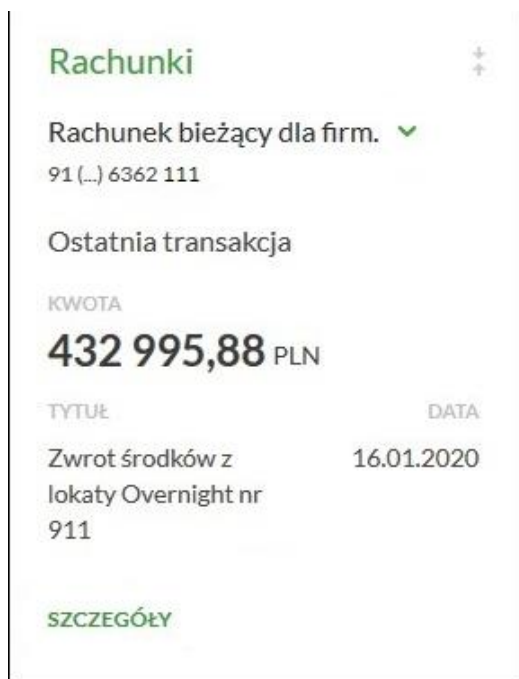 Rachunki
Rachunek bieżący dla firm.
91 (...) 6362 111
Ostatnia transakcja
KWOTA
432 995,88 PLN
TYTUŁ DATA
Zwrot środków z 16.01.2020
lokaty Overnight nr
911
SZCZEGÓŁY